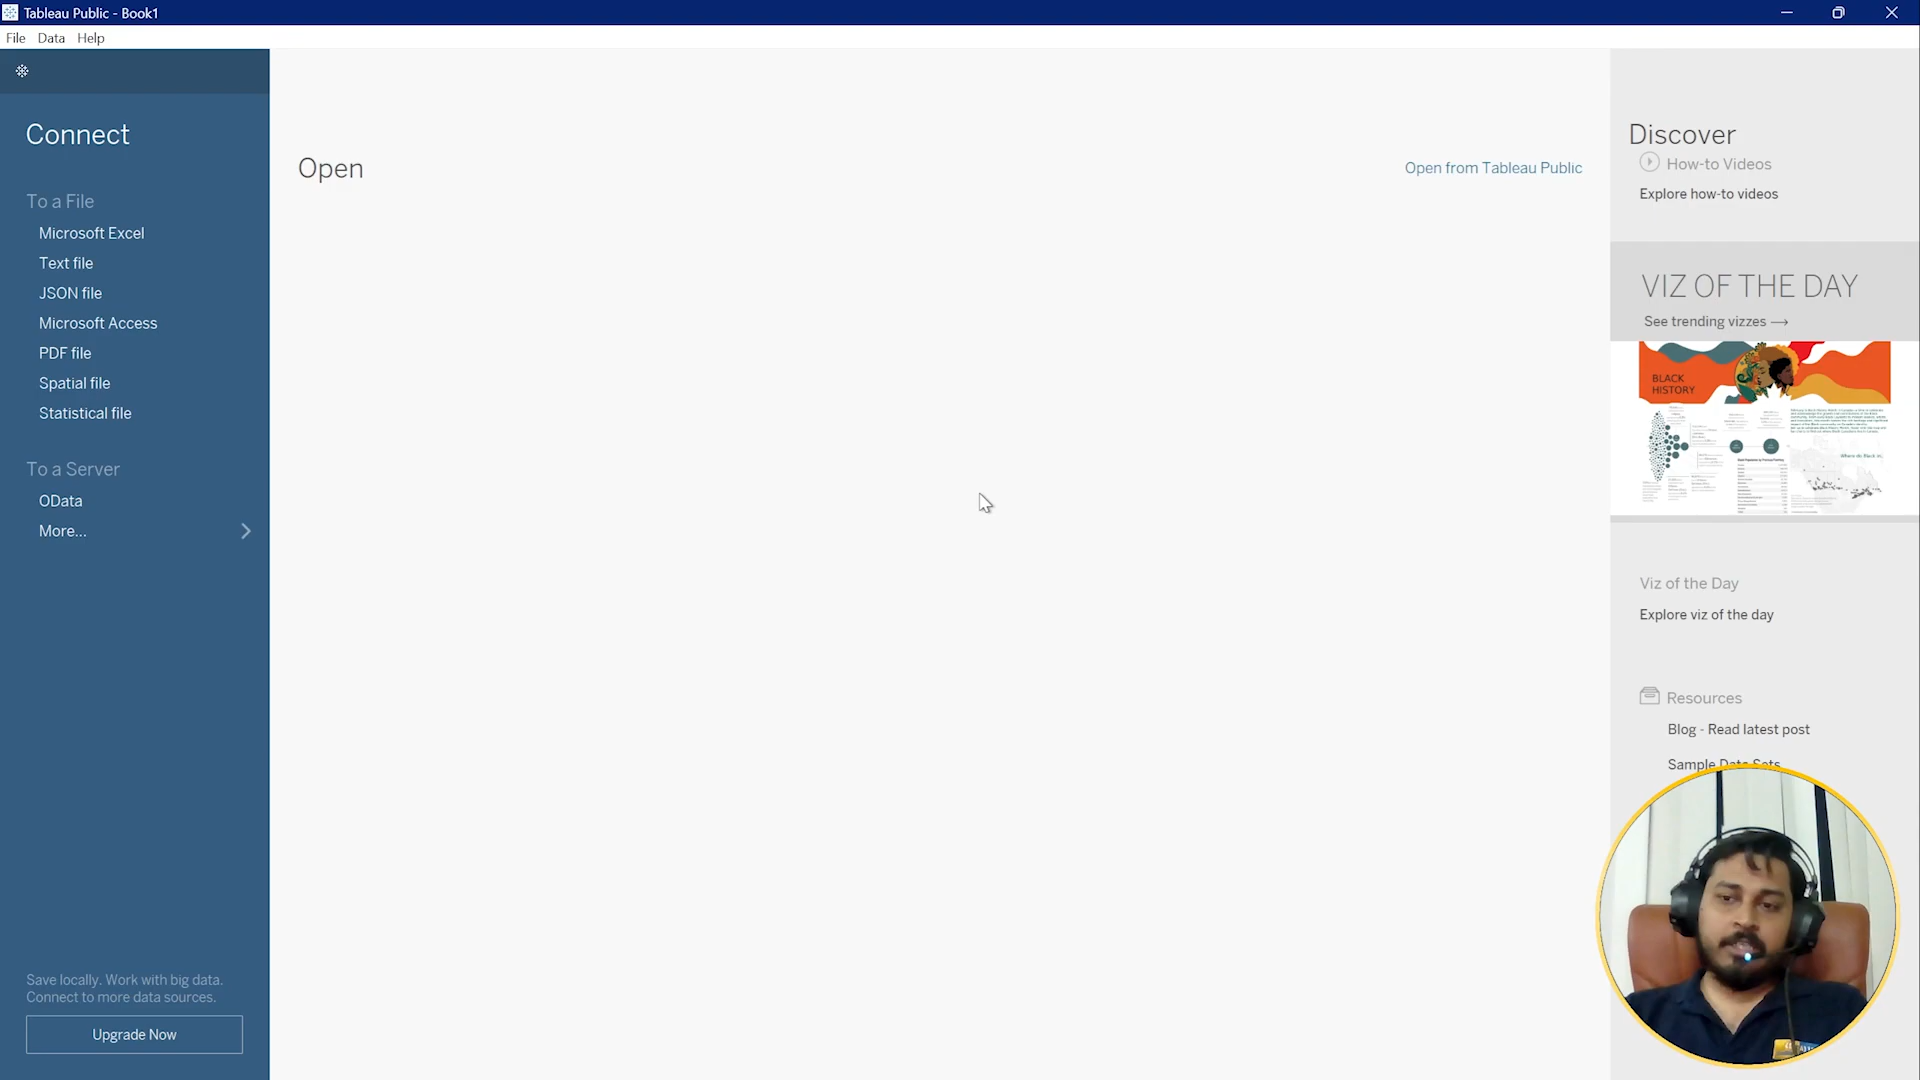 Tableau Public - Book1
File Data Help
Connect
To a File
Microsoft Excel
Text file
JSON file
Microsoft Access
PDF file
Spatial file
Statistical file
To a Server
OData
More...
Save locally. Work with big data.
Connect to more data sources.
Upgrade Now
Open
Open from Tableau Public
Discover
How-to Videos
Explore how-to videos
VIZ OF THE DAY
See trending vizzes →
BLACK
HISTORY
Viz of the Day
Explore viz of the day
Resources
Blog - Read latest post
Sample Data Sets